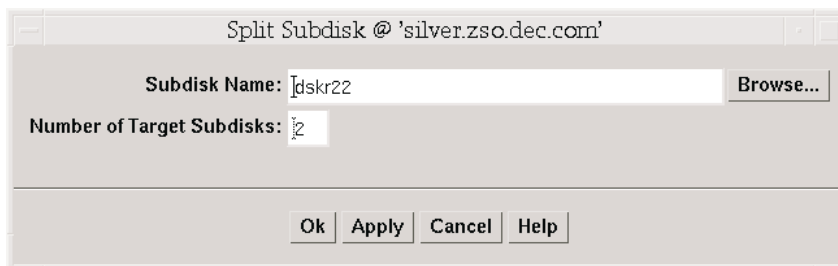 Split Subdisk @ 'silver.zso.dec.com'
Subdisk Name: dskr22 Browse...
Number of Target Subdisks: 2
Ok Apply Cancel Help